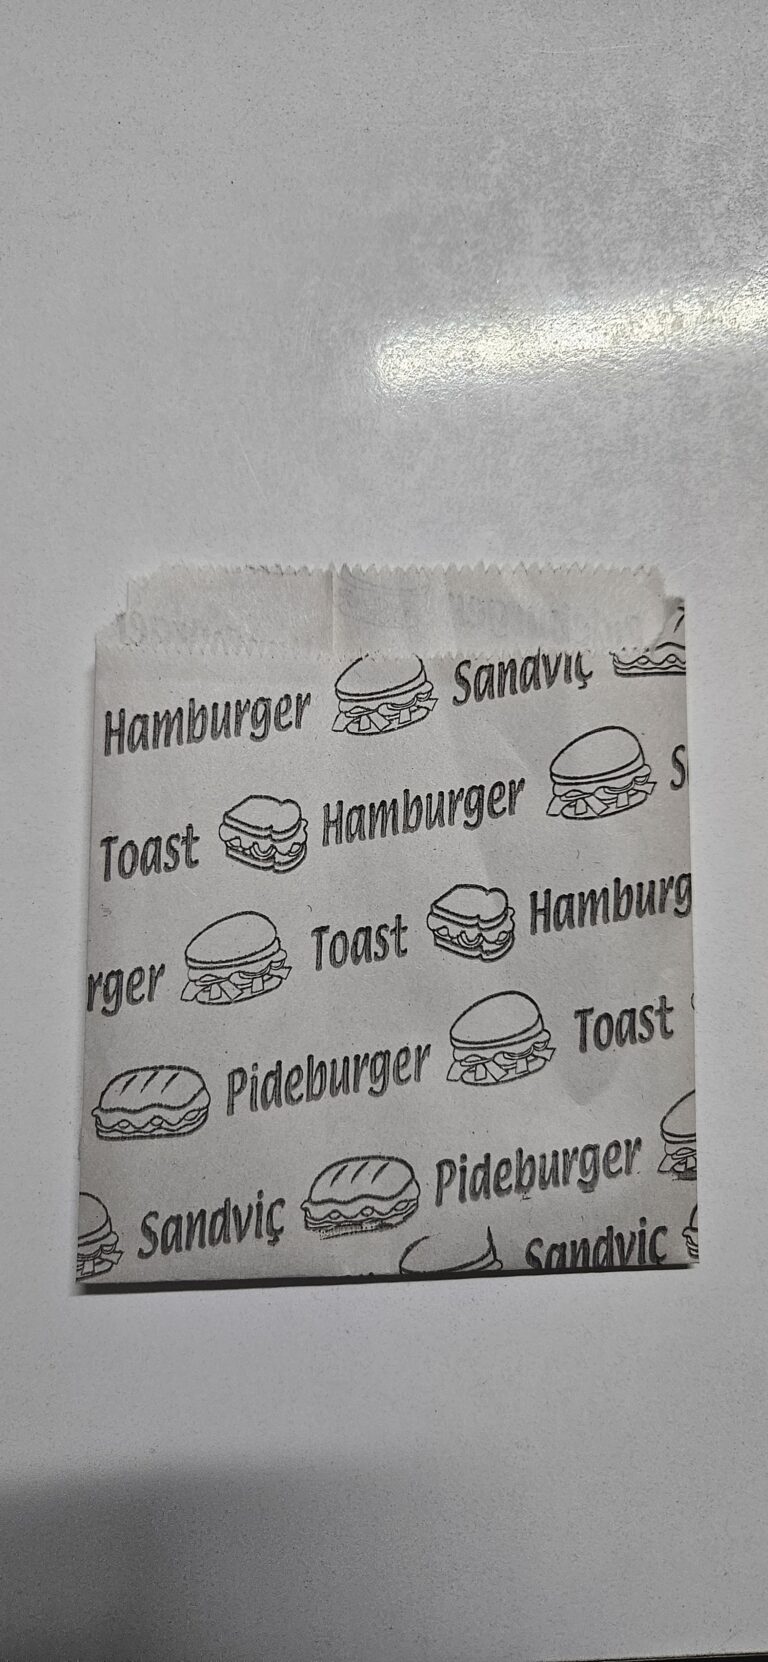 Hamburger Sandviç
Toast Hamburger S
rger Toast Hamburg
Pideburger Toast
Sandviç Pideburger
Sandviç